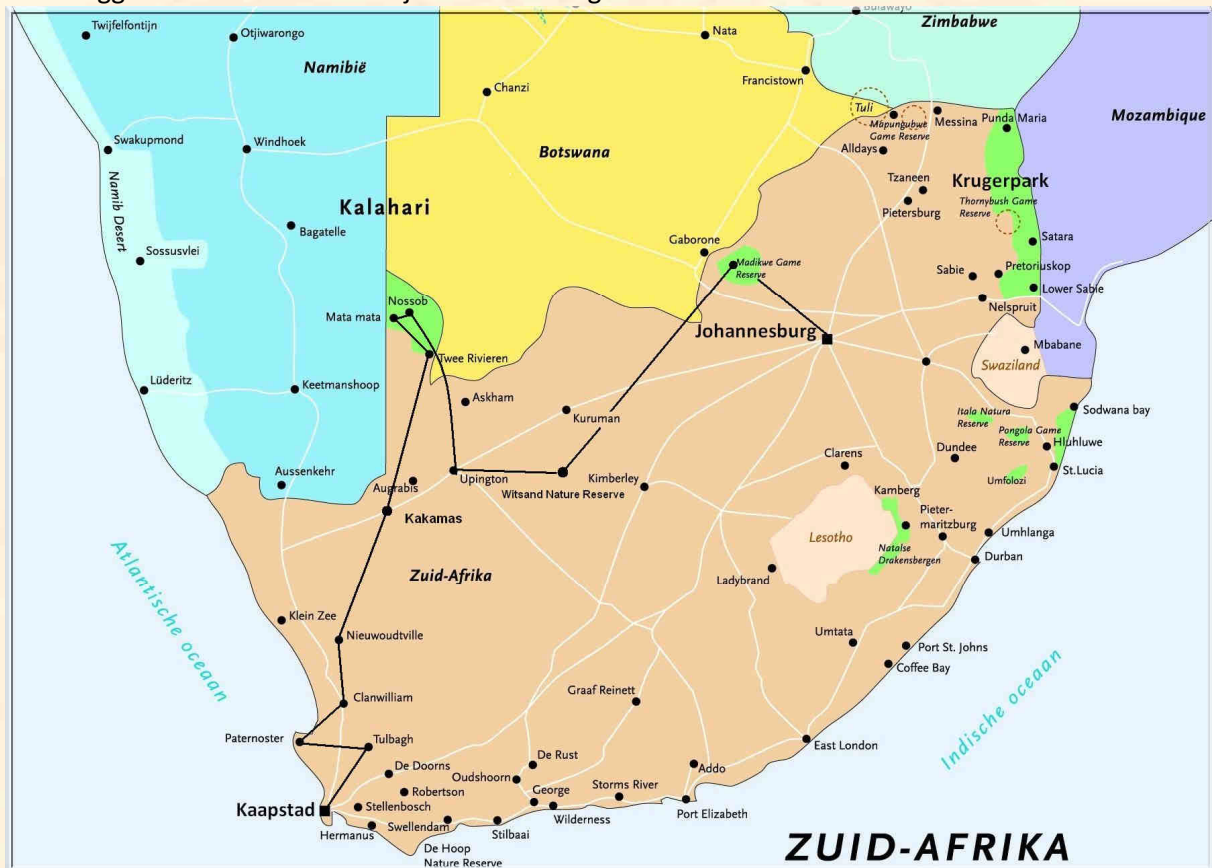 Twijfelfontijn
Otjiwarongo
Namibië
Nata
Zimbabwe
Francistown
Chanzi
Tuli
Mapungubwe
Game Reserve
Messina
Punda Maria
Mozambique
Swakupmond
Windhoek
Botswana
Alldays
Namib Desert
Kalahari
Tzaneen
Pietersburg
Krugerpark
Thornybush Game
Reserve
Bagatelle
Sossusvlei
Gaborone
Madikwe Game
Reserve
Satara
Sabie
Pretoriuskop
Lower Sabie
Nelspruit
Nossob
Mata mata
Johannesburg
Mbabane
Swaziland
Twee Rivieren
Lüderitz
Keetmanshoop
Askham
Kuruman
Itala Natura
Reserve
Pongola Game
Reserve
Sodwana bay
Hluhluwe
Dundee
St.Lucia
Umfolozi
Clarens
Aussenkehr
Augrabis
Upington
Witsand Nature Reserve
Kimberley
Kamberg
Kakamas
Pieter-
maritzburg
Umhlanga
Durban
Lesotho
Natalse
Drakensbergen
Atlantische oceaan
Zuid-Afrika
Ladybrand
Klein Zee
Nieuwoudtville
Umtata
Port St. Johns
Coffee Bay
Clanwilliam
Graaf Reinett
Indische oceaan
Paternoster
Tulbagh
East London
De Doorns
De Rust
Oudshoorn
Addo
Robertson
George
Storms River
Kaapstad
Stellenbosch
Wilderness
Port Elizabeth
Hermanus
Swellendam
Stilbaai
De Hoop
Nature Reserve
ZUID-AFRIKA